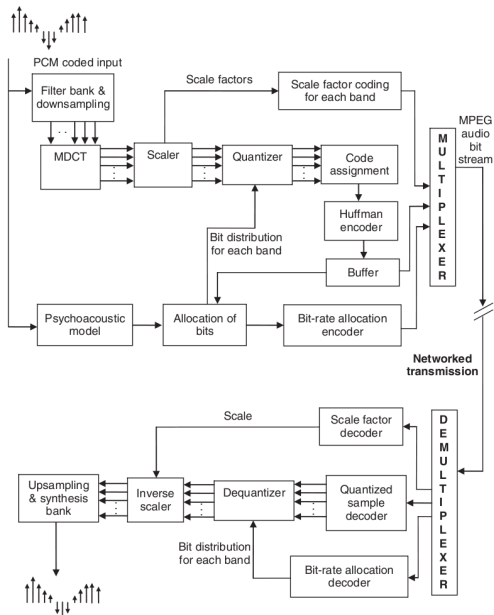 PCM coded input
Filter bank &
downsampling
MDCT
Scaler
Scale factors
Scale factor coding
for each band
Quantizer
Code
assignment
Huffman
encoder
Buffer
Bit distribution
for each band
Psychoacoustic
model
Allocation of
bits
Bit-rate allocation
encoder
MULTIPLEXER
MPEG
audio
bit
stream
Networked
transmission
DEMULTIPLEXER
Scale factor
decoder
Scale
Upsampling
& synthesis
bank
Inverse
scaler
Dequantizer
Quantized
sample
decoder
Bit distribution
for each band
Bit-rate allocation
decoder